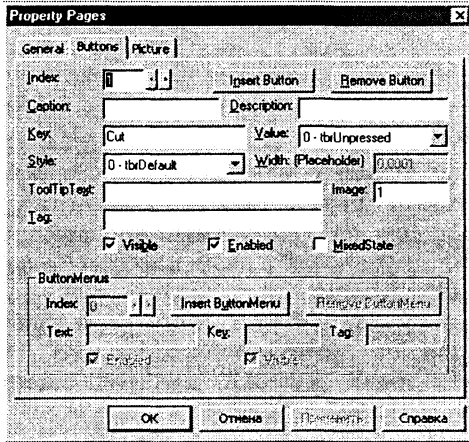 Property Pages
General Buttons Picture
Index: 1 Insert Button Remove Button
Caption: Description:
Key: Cut Value: 0 - tbrUnpressed
Style: 0 - tbrDefault Width: (Placeholder) 0,0001
ToolTipText: Image: 1
Tag:
Visible Enabled MixedState
ButtonMenus
Index: 0 Insert ButtonMenu Remove ButtonMenu
Text: Key: Tag:
Enabled Visible
OK Отмена Применить Справка